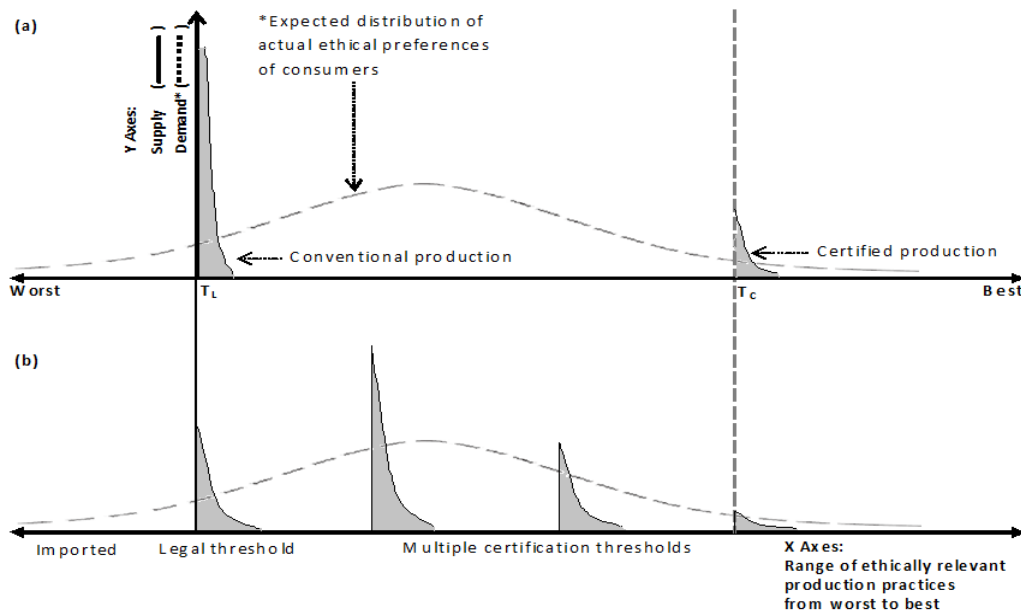 (a)
*Expected distribution of
actual ethical preferences
of consumers
Y Axes:
Supply ( )
Demand* ( )
Conventional production
Certified production
Worst
TL
TC
Best
(b)
Imported
Legal threshold
Multiple certification thresholds
X Axes:
Range of ethically relevant
production practices
from worst to best